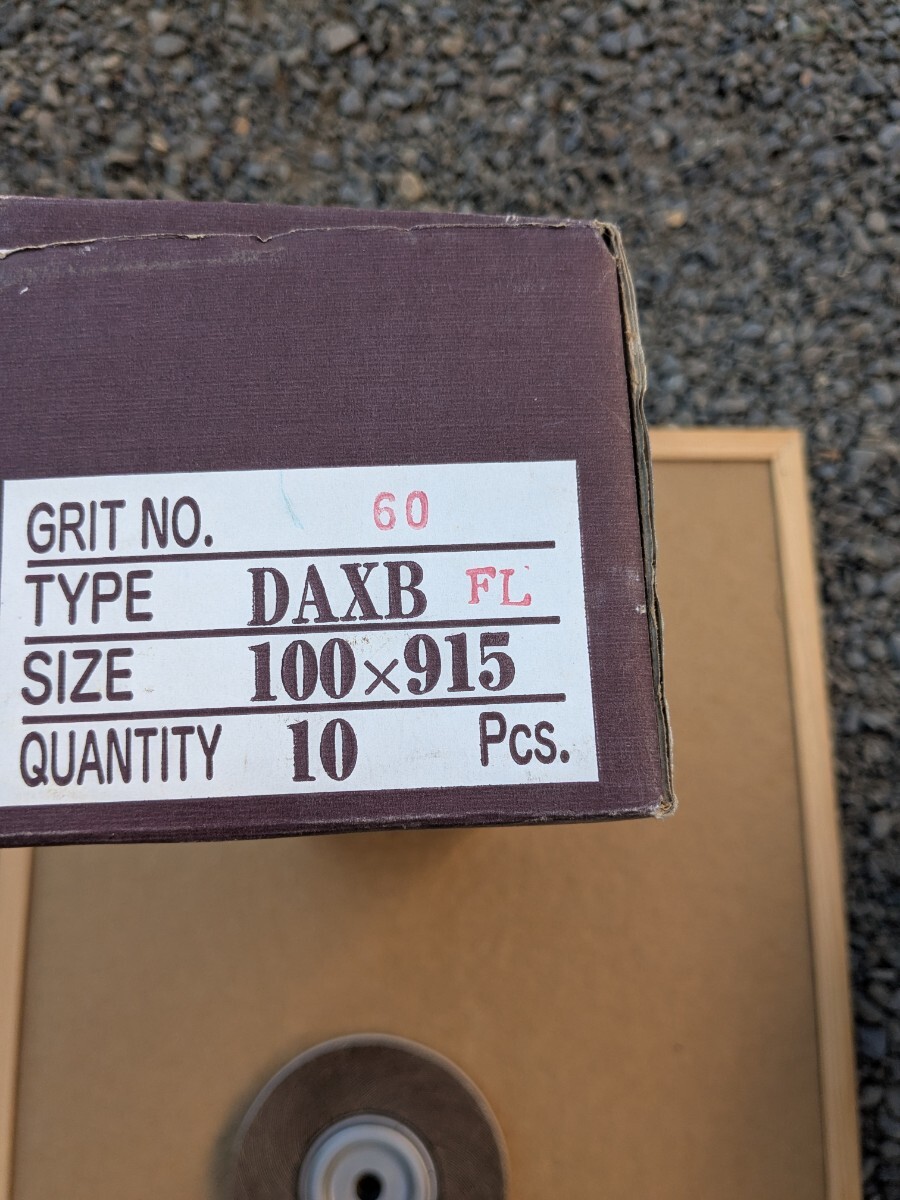 GRIT NO. 60
TYPE DAXB FL
SIZE 100×915
QUANTITY 10 Pcs.